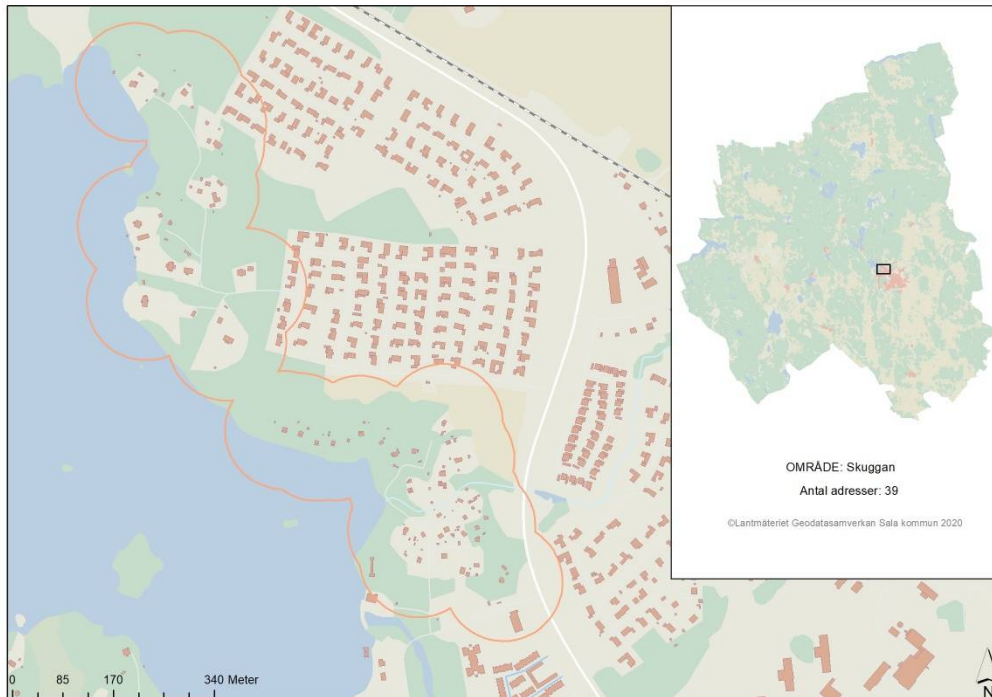 OMRÅDE: Skuggan
Antal adresser: 39
©Lantmäteriet Geodatasamverkan Sala kommun 2020
0 85 170 340 Meter
N